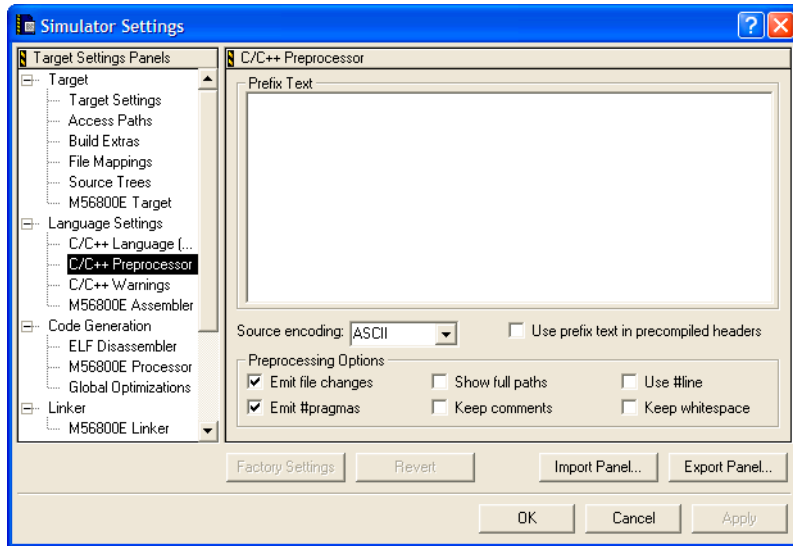 Simulator Settings
Target Settings Panels
Target
Target Settings
Access Paths
Build Extras
File Mappings
Source Trees
M56800E Target
Language Settings
C/C++ Language (...
C/C++ Preprocessor
C/C++ Warnings
M56800E Assembler
Code Generation
ELF Disassembler
M56800E Processor
Global Optimizations
Linker
M56800E Linker
C/C++ Preprocessor
Prefix Text
Source encoding: ASCII
Use prefix text in precompiled headers
Preprocessing Options
Emit file changes Show full paths Use #line
Emit #pragmas Keep comments Keep whitespace
Factory Settings Revert Import Panel... Export Panel...
OK Cancel Apply